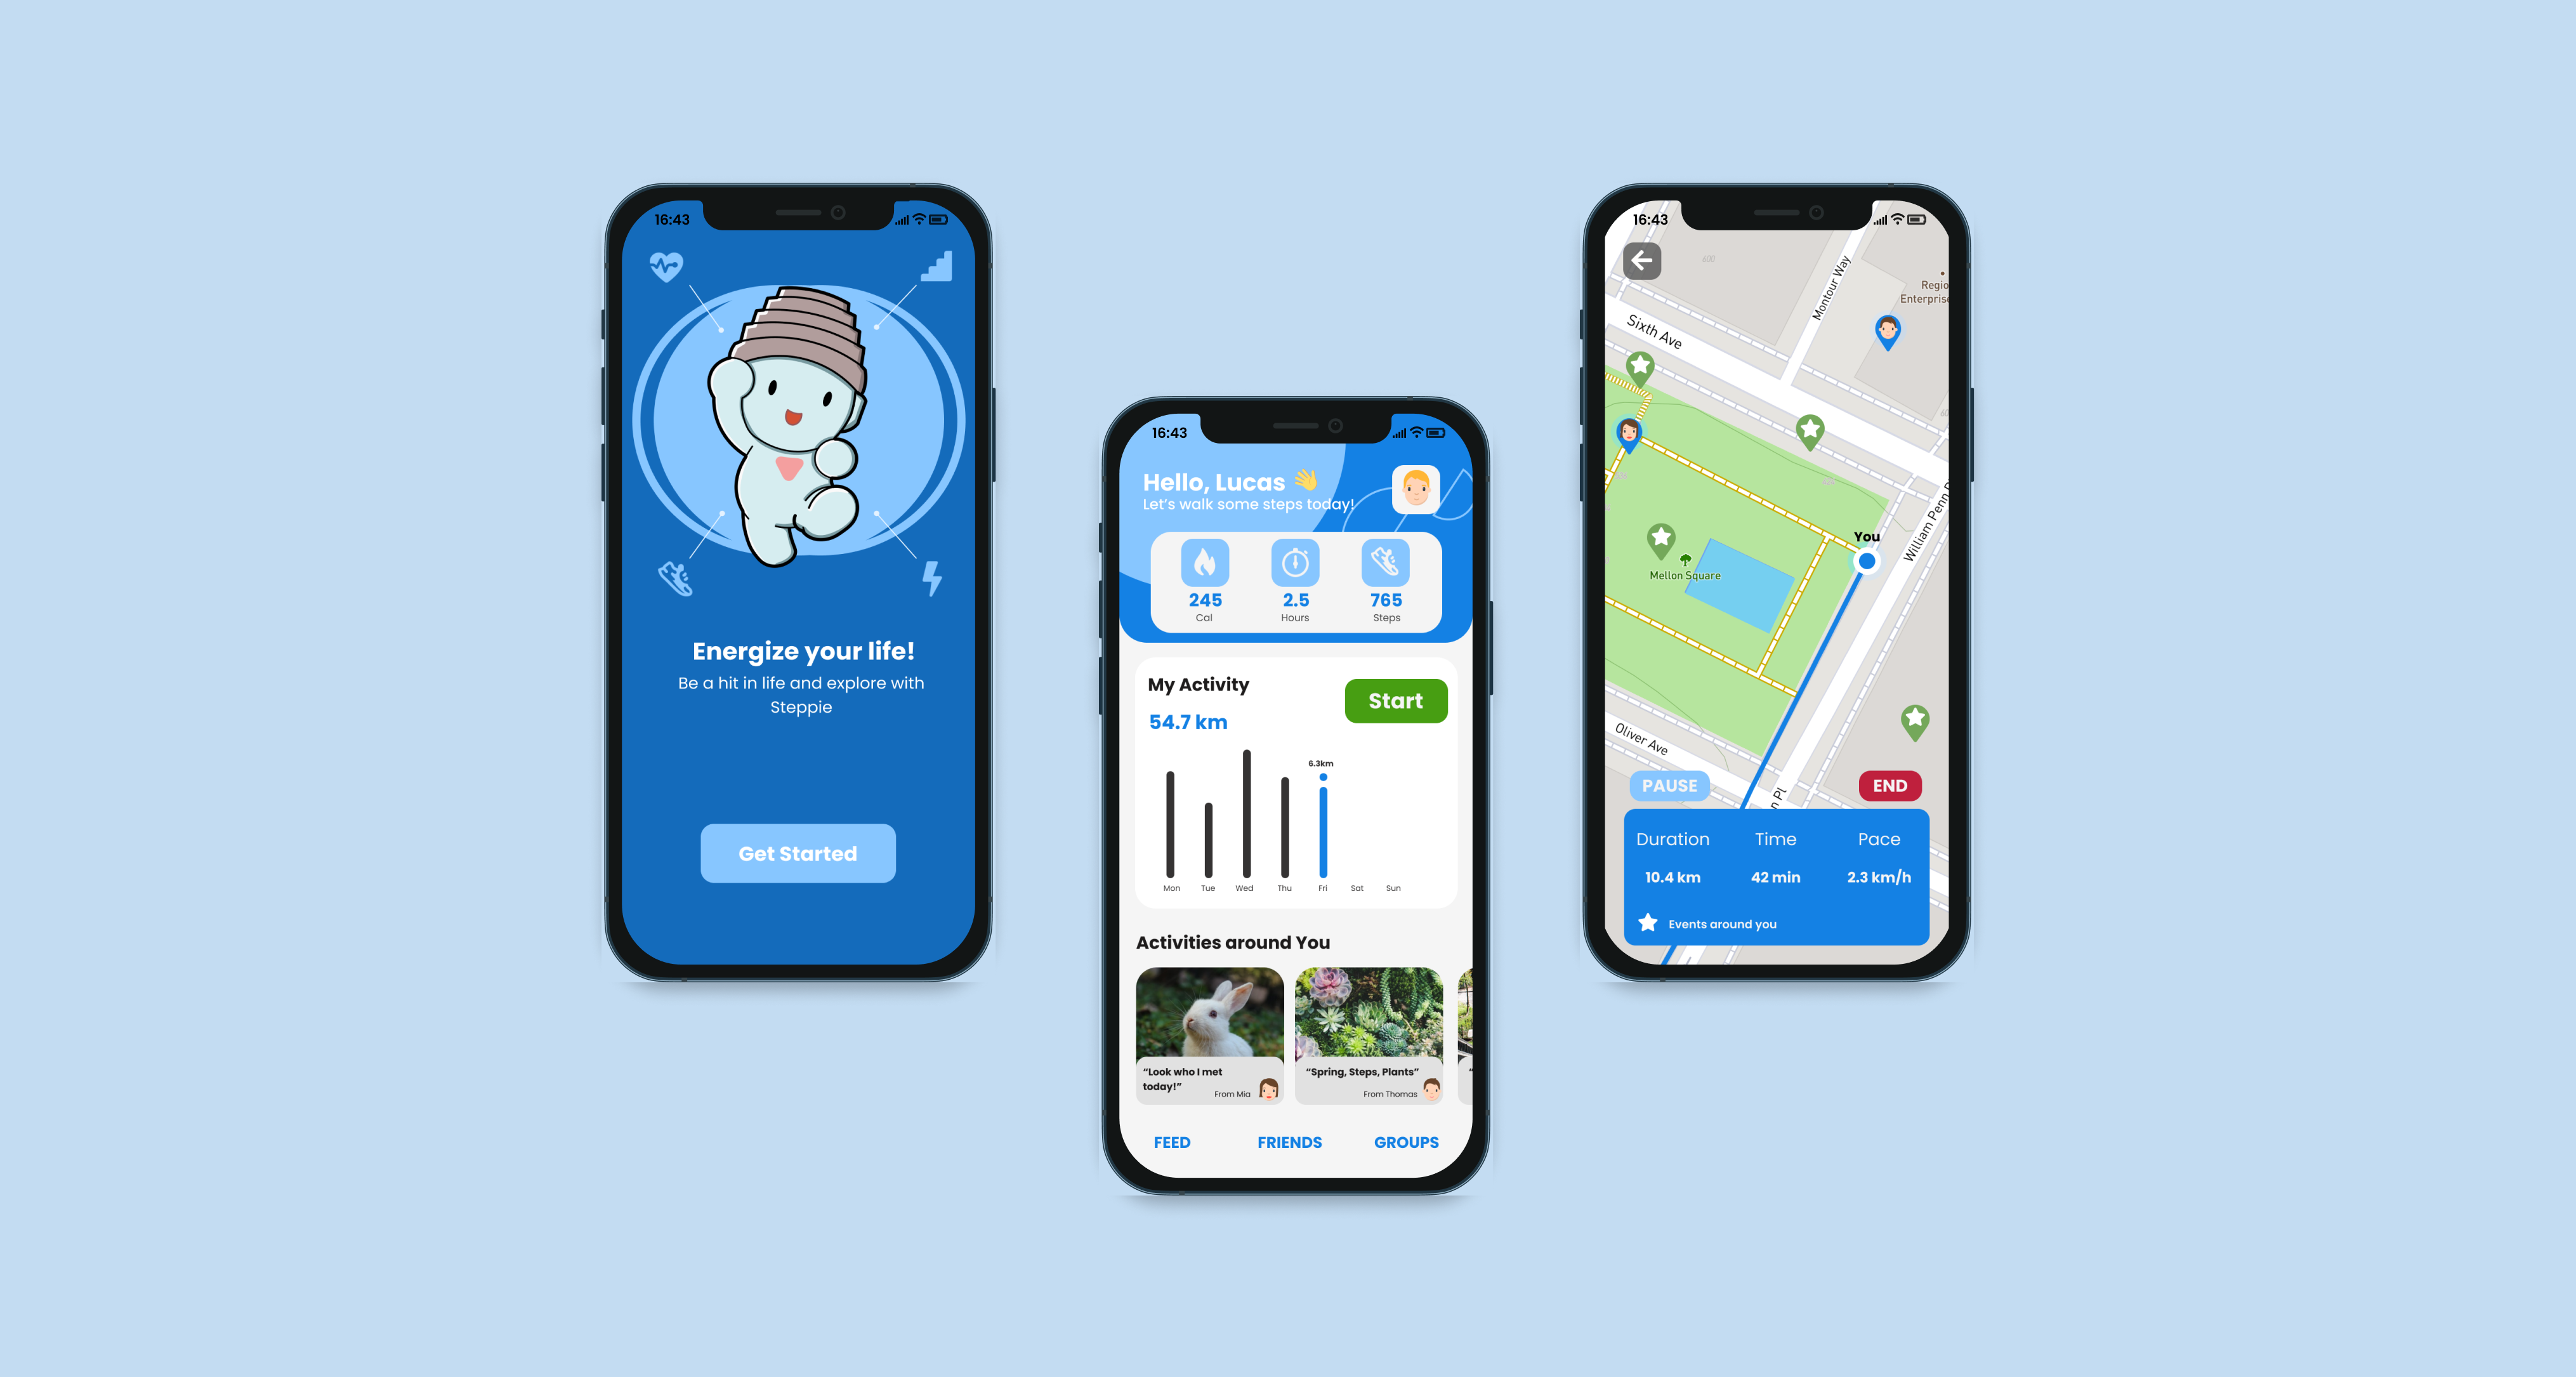 16:43
Energize your life!
Be a hit in life and explore with
Steppie
Get Started
16:43
Hello, Lucas 👋
Let's walk some steps today!
245
Cal
2.5
Hours
765
Steps
My Activity
Start
54.7 km
6.3km
Mon Tue Wed Thu Fri Sat Sun
Activities around You
“Look who I met
today!”
From Mia
“Spring, Steps, Plants”
From Thomas
FEED FRIENDS GROUPS
16:43
600
Montour Way
Regio
Enterprise
Sixth Ave
William Penn
You
Mellon Square
Oliver Ave
n Pl
PAUSE
END
Duration Time Pace
10.4 km 42 min 2.3 km/h
Events around you